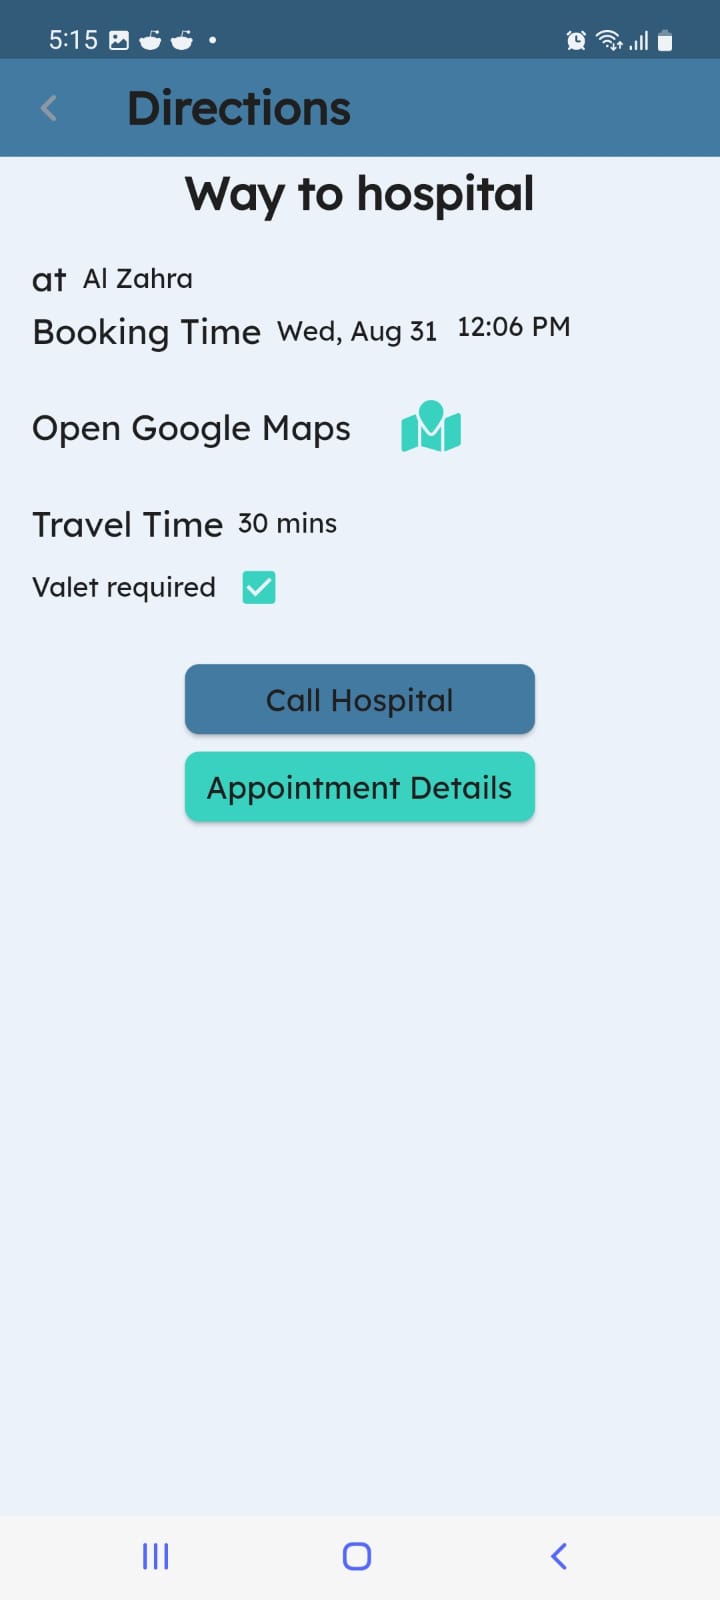 5:15
Directions
Way to hospital
at Al Zahra
Booking Time Wed, Aug 31 12:06 PM
Open Google Maps
Travel Time 30 mins
Valet required
Call Hospital
Appointment Details